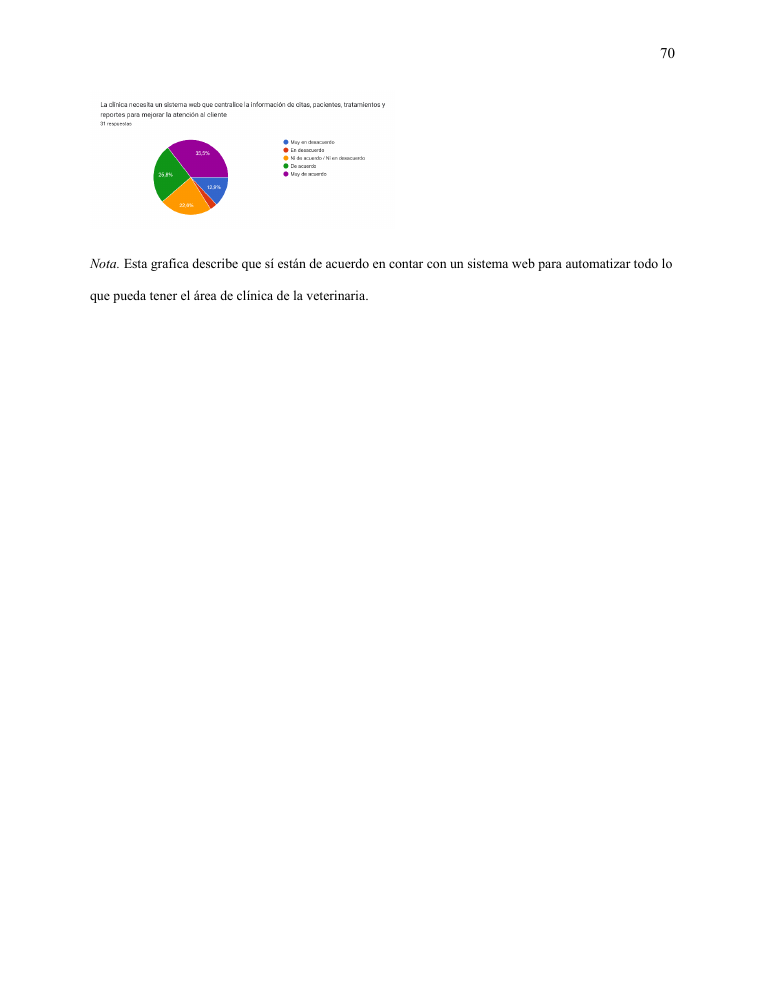 70
La clínica necesita un sistema web que centralice la información de citas, pacientes, tratamientos y
reportes para mejorar la atención al cliente
31 respuestas
Muy en desacuerdo
En desacuerdo
Ni de acuerdo / Ni en desacuerdo
De acuerdo
Muy de acuerdo
35,5%
25,8%
12,9%
22,6%
Nota. Esta grafica describe que sí están de acuerdo en contar con un sistema web para automatizar todo lo
que pueda tener el área de clínica de la veterinaria.